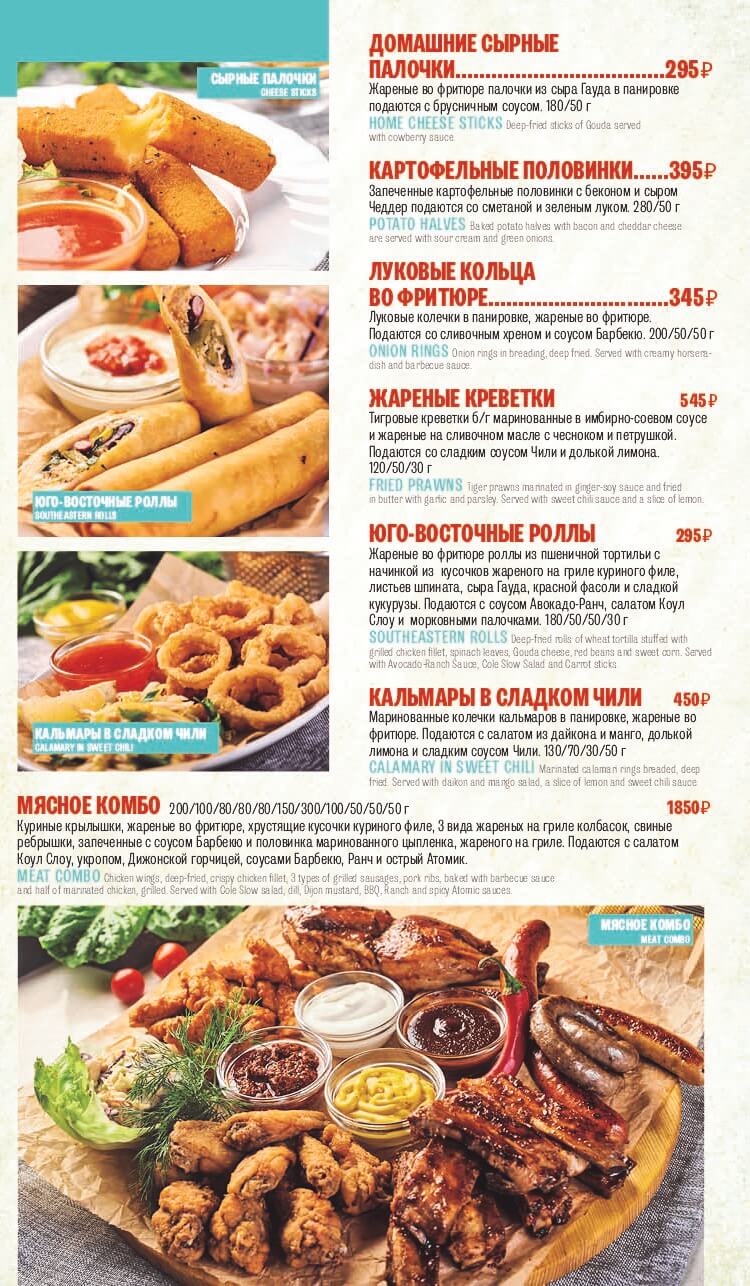 СЫРНЫЕ ПАЛОЧКИ
CHEESE STICKS
ДОМАШНИЕ СЫРНЫЕ
ПАЛОЧКИ................................295₽
Жареные во фритюре палочки из сыра Гауда в панировке
подаются с брусничным соусом. 180/50 г
HOME CHEESE STICKS Deep-fried sticks of Gouda served
with cowberry sauce.
КАРТОФЕЛЬНЫЕ ПОЛОВИНКИ......395₽
Запеченные картофельные половинки с беконом и сыром
Чеддер подаются со сметаной и зеленым луком. 280/50 г
POTATO HALVES Baked potato halves with bacon and cheddar cheese
are served with sour cream and green onions.
ЛУКОВЫЕ КОЛЬЦА
ВО ФРИТЮРЕ............................345₽
Луковые колечки в панировке, жареные во фритюре.
Подаются со сливочным хреном и соусом Барбекю. 200/50/50 г
ONION RINGS Onion rings in breading, deep fried. Served with creamy horsera-
dish and barbecue sauce.
ЖАРЕНЫЕ КРЕВЕТКИ 545₽
Тигровые креветки б/г маринованные в имбирно-соевом соусе
и жареные на сливочном масле с чесноком и петрушкой.
Подаются со сладким соусом Чили и долькой лимона.
120/50/30 г
FRIED PRAWNS Tiger prawns marinated in ginger-soy sauce and fried
in butter with garlic and parsley. Served with sweet chili sauce and a slice of lemon.
ЮГО-ВОСТОЧНЫЕ РОЛЛЫ
SOUTHEASTERN ROLLS
ЮГО-ВОСТОЧНЫЕ РОЛЛЫ 295₽
Жареные во фритюре роллы из пшеничной тортильи с
начинкой из кусочков жареного на гриле куриного филе,
листьев шпината, сыра Гауда, красной фасоли и сладкой
кукурузы. Подаются с соусом Авокадо-Ранч, салатом Коул
Слоу и морковными палочками. 180/50/50/30 г
SOUTHEASTERN ROLLS Deep-fried rolls of wheat tortilla stuffed with
grilled chicken fillet, spinach leaves, Gouda cheese, red beans and sweet corn. Served
with Avocado-Ranch Sauce, Cole Slow Salad and Carrot sticks.
КАЛЬМАРЫ В СЛАДКОМ ЧИЛИ
CALAMARY IN SWEET CHILI
КАЛЬМАРЫ В СЛАДКОМ ЧИЛИ 450₽
Маринованные колечки кальмаров в панировке, жареные во
фритюре. Подаются с салатом из дайкона и манго, долькой
лимона и сладким соусом Чили. 130/70/30/50 г
CALAMARY IN SWEET CHILI Marinated calamari rings breaded, deep
fried. Served with daikon and mango salad, a slice of lemon and sweet chili sauce.
МЯСНОЕ КОМБО 200/100/80/80/80/150/300/100/50/50/50 г 1850₽
Куриные крылышки, жареные во фритюре, хрустящие кусочки куриного филе, 3 вида жареных на гриле колбасок, свиные
ребрышки, запеченные с соусом Барбекю и половинка маринованного цыпленка, жареного на гриле. Подаются с салатом
Коул Слоу, укропом, Дижонской горчицей, соусами Барбекю, Ранч и острый Атомик.
MEAT COMBO Chicken wings, deep-fried, crispy chicken fillet, 3 types of grilled sausages, pork ribs, baked with barbecue sauce
and half of marinated chicken, grilled. Served with Cole Slow salad, dill, Dijon mustard, BBQ, Ranch and spicy Atomic sauces.
МЯСНОЕ КОМБО
MEAT COMBO